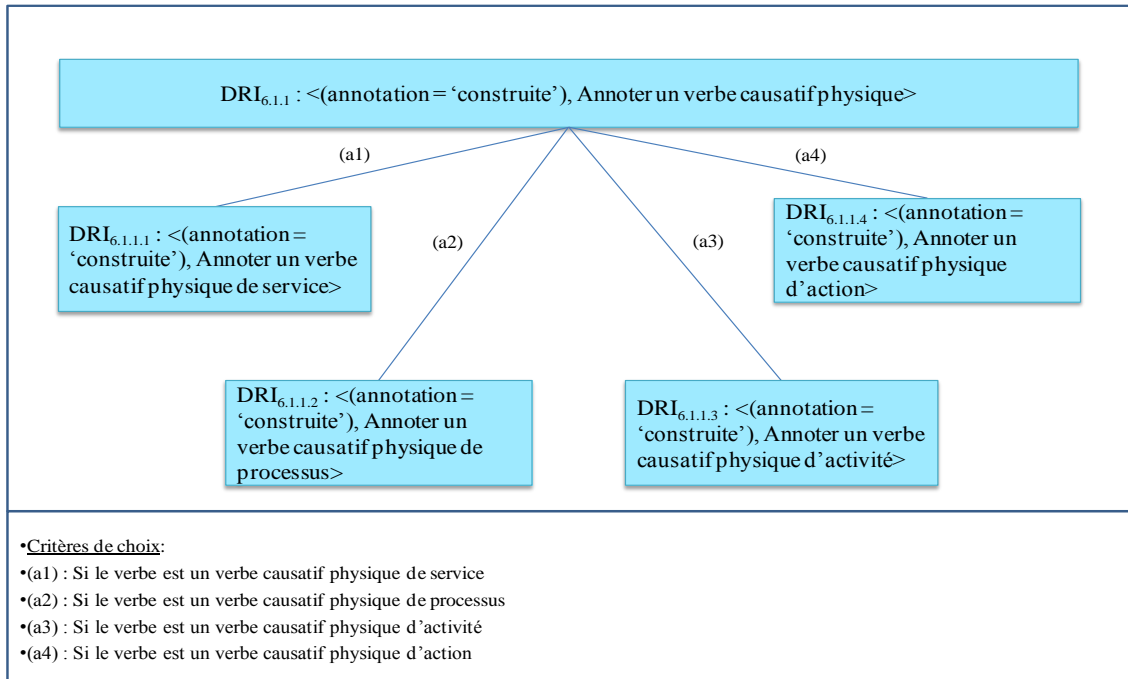 DRI6.1.1 : <(annotation = ‘construite’), Annoter un verbe causatif physique>
(a1)
(a4)
DRI6.1.1.1 : <(annotation =
‘construite’), Annoter un verbe
causatif physique de service>
(a2)
(a3)
DRI6.1.1.4 : <(annotation =
‘construite’), Annoter un
verbe causatif physique
d’action>
DRI6.1.1.2 : <(annotation =
‘construite’), Annoter un
verbe causatif physique de
processus>
DRI6.1.1.3 : <(annotation =
‘construite’), Annoter un verbe
causatif physique d’activité>
•Critères de choix:
•(a1) : Si le verbe est un verbe causatif physique de service
•(a2) : Si le verbe est un verbe causatif physique de processus
•(a3) : Si le verbe est un verbe causatif physique d’activité
•(a4) : Si le verbe est un verbe causatif physique d’action